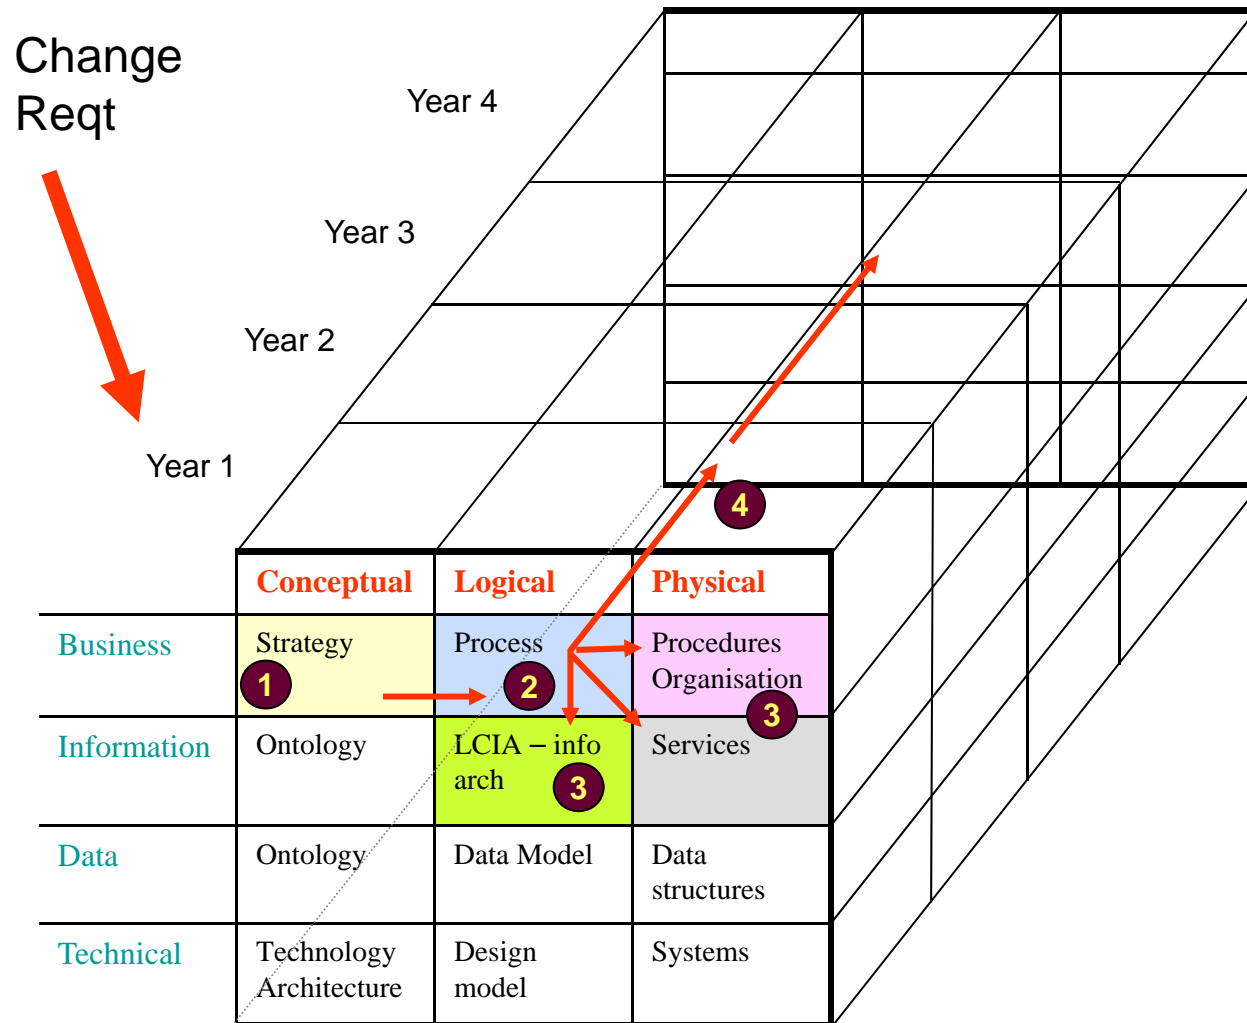 Change
Reqt
Year 4
Year 3
Year 2
Year 1
4
Conceptual Logical Physical
Business Strategy Process Procedures
Organisation
1 2 3
Information Ontology LCIA – info Services
arch 3
Data Ontology Data Model Data
structures
Technical Technology Design Systems
Architecture model